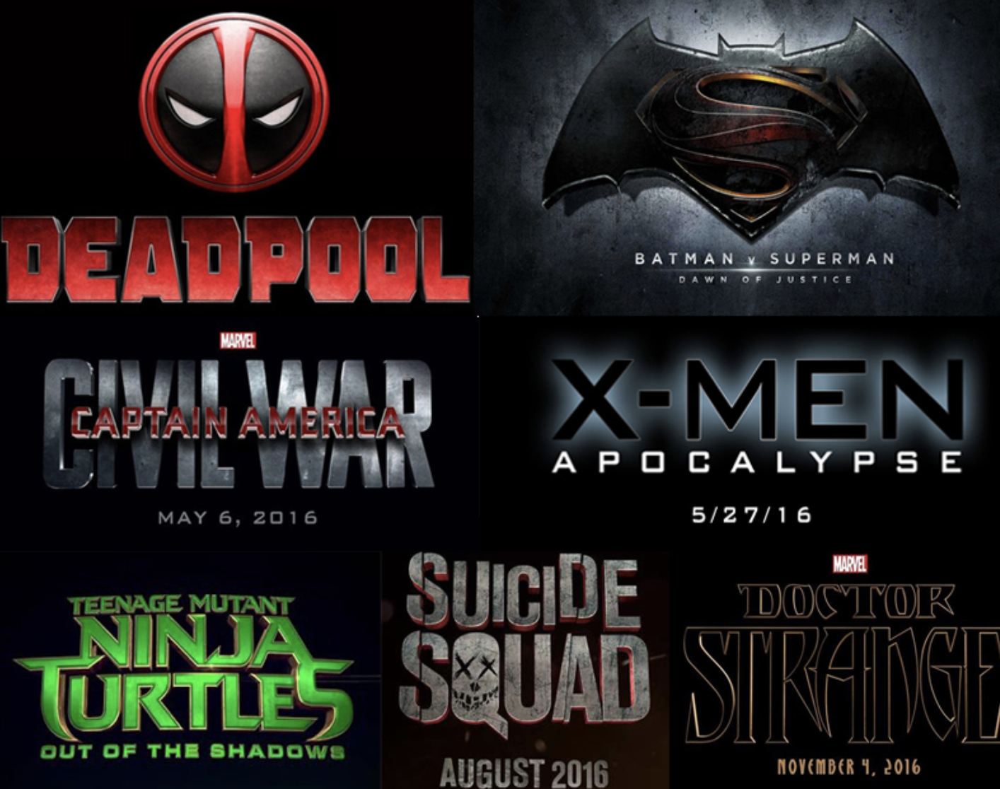 DEADPOOL
BATMAN v SUPERMAN
DAWN OF JUSTICE
MARVEL
CIVIL WAR
CAPTAIN AMERICA
MAY 6, 2016
X-MEN
APOCALYPSE
5/27/16
TEENAGE MUTANT
NINJA
TURTLES
OUT OF THE SHADOWS
SUICIDE
SQUAD
AUGUST 2016
MARVEL
DOCTOR
STRANGE
NOVEMBER 4, 2016